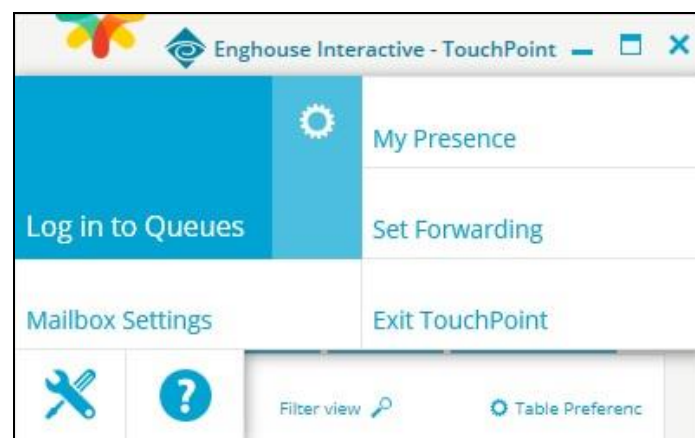 Enghouse Interactive - TouchPoint
My Presence
Log in to Queues
Set Forwarding
Mailbox Settings
Exit TouchPoint
Filter view
Table Preferenc